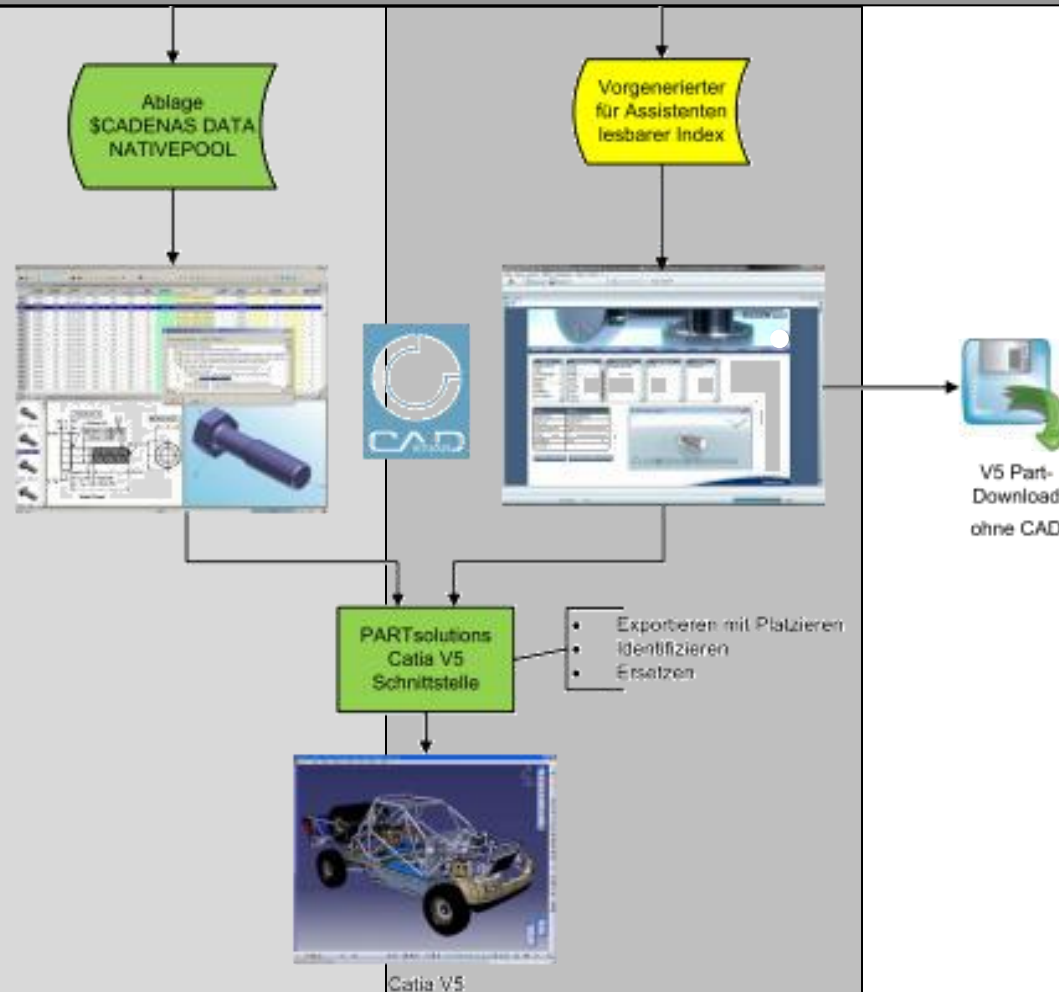 Ablage
$CADENAS DATA
NATIVEPOOL
Vorgenerierter
für Assistenten
lesbarer Index
CAD
V5 Part-
Download
ohne CAD
PARTsolutions
Catia V5
Schnittstelle
• Exportieren mit Platzieren
• Identifizieren
• Ersetzen
Catia V5